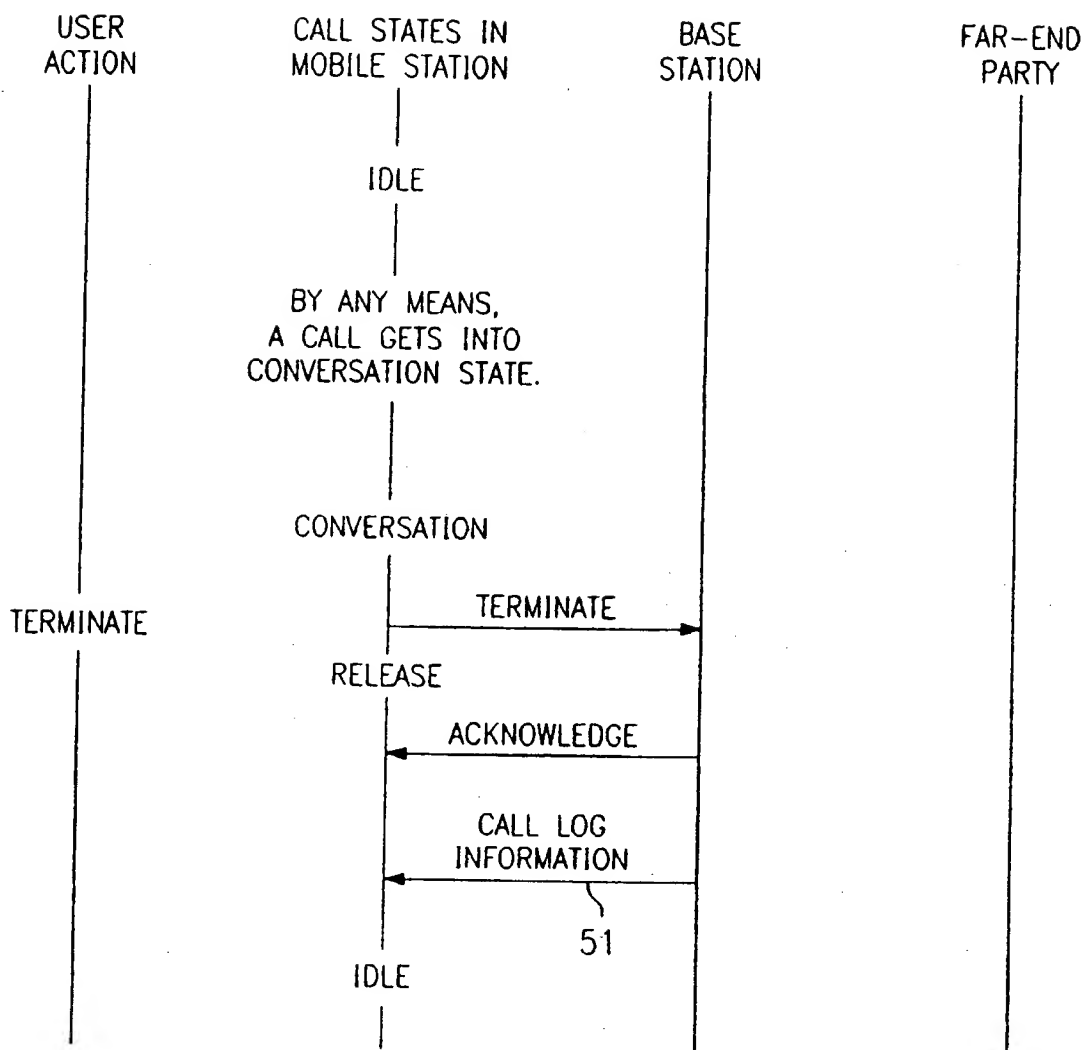 USER
ACTION
CALL STATES IN
MOBILE STATION
BASE
STATION
FAR-END
PARTY
IDLE
BY ANY MEANS,
A CALL GETS INTO
CONVERSATION STATE.
CONVERSATION
TERMINATE
TERMINATE
RELEASE
ACKNOWLEDGE
CALL LOG
INFORMATION
51
IDLE